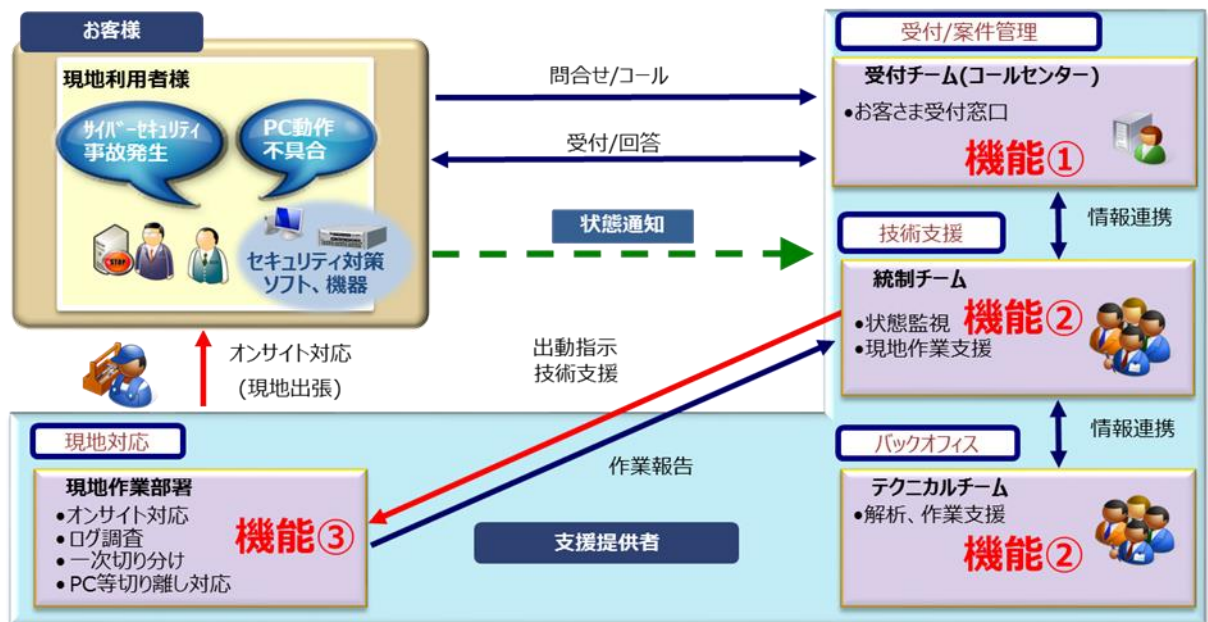 お客様
現地利用者様
サイバーセキュリティ
事故発生
PC動作
不具合
STOP
セキュリティ対策
ソフト、機器
問合せ/コール
受付/回答
状態通知
受付/案件管理
受付チーム(コールセンター)
•お客さま受付窓口
機能①
情報連携
技術支援
統制チーム
•状態監視
機能②
•現地作業支援
オンサイト対応
(現地出張)
出動指示
技術支援
作業報告
情報連携
現地対応
現地作業部署
•オンサイト対応
•ログ調査
•一次切り分け
•PC等切り離し対応
機能③
支援提供者
バックオフィス
テクニカルチーム
•解析、作業支援
機能②